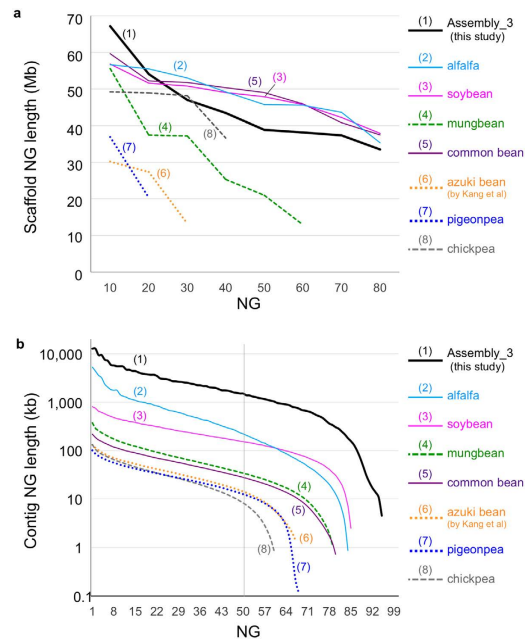 a
Scaffold NG length (Mb)
70
60
50
40
30
20
10
0
10 20 30 40 50 60 70 80
NG
(1)
(2)
(3)
(4)
(5)
(6)
(7)
(8)
(1) Assembly_3
(this study)
(2) alfalfa
(3) soybean
(4) mungbean
(5) common bean
(6) azuki bean
(by Kang et al)
(7) pigeonpea
(8) chickpea
b
Contig NG length (kb)
10,000
1,000
100
10
1
0.1
1 8 15 22 29 36 43 50 57 64 71 78 85 92 99
NG
(1)
(2)
(3)
(4)
(5)
(6)
(7)
(8)
(1) Assembly_3
(this study)
(2) alfalfa
(3) soybean
(4) mungbean
(5) common bean
(6) azuki bean
(by Kang et al)
(7) pigeonpea
(8) chickpea